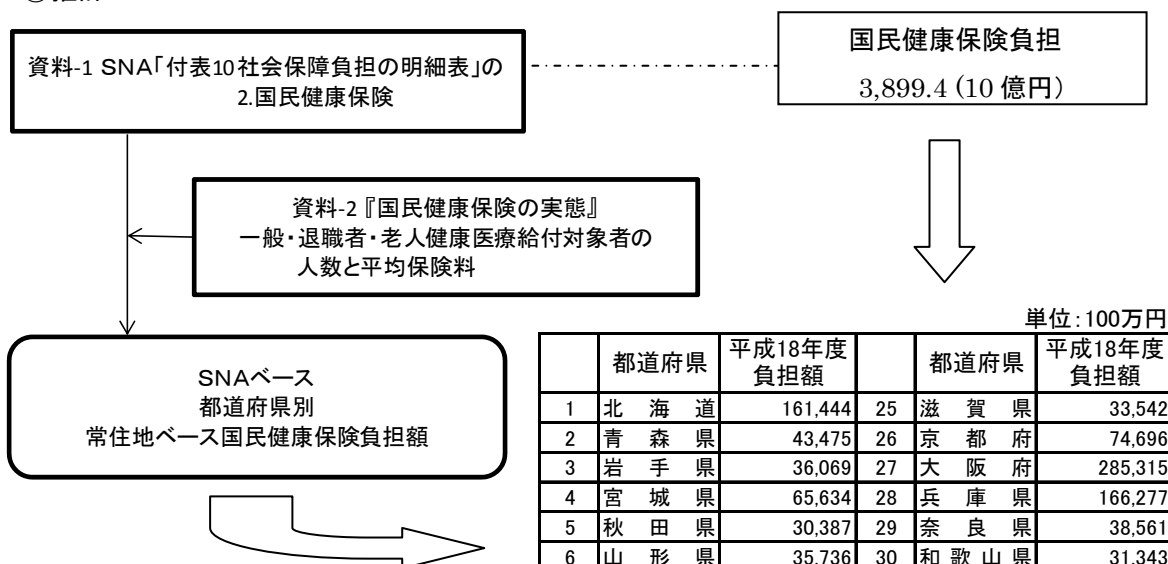 資料-1 SNA「付表10社会保障負担の明細表」の
2.国民健康保険
国民健康保険負担
3,899.4 (10 億円)
資料-2『国民健康保険の実態』
一般・退職者・老人健康医療給付対象者の
人数と平均保険料
SNAベース
都道府県別
常住地ベース国民健康保険負担額
単位:100万円
都道府県 平成18年度負担額 都道府県 平成18年度負担額
1 北海道 161,444 25 滋賀県 33,542
2 青森県 43,475 26 京都府 74,696
3 岩手県 36,069 27 大阪府 285,315
4 宮城県 65,634 28 兵庫県 166,277
5 秋田県 30,387 29 奈良県 38,561
6 山形県 35,736 30 和歌山県 31,343